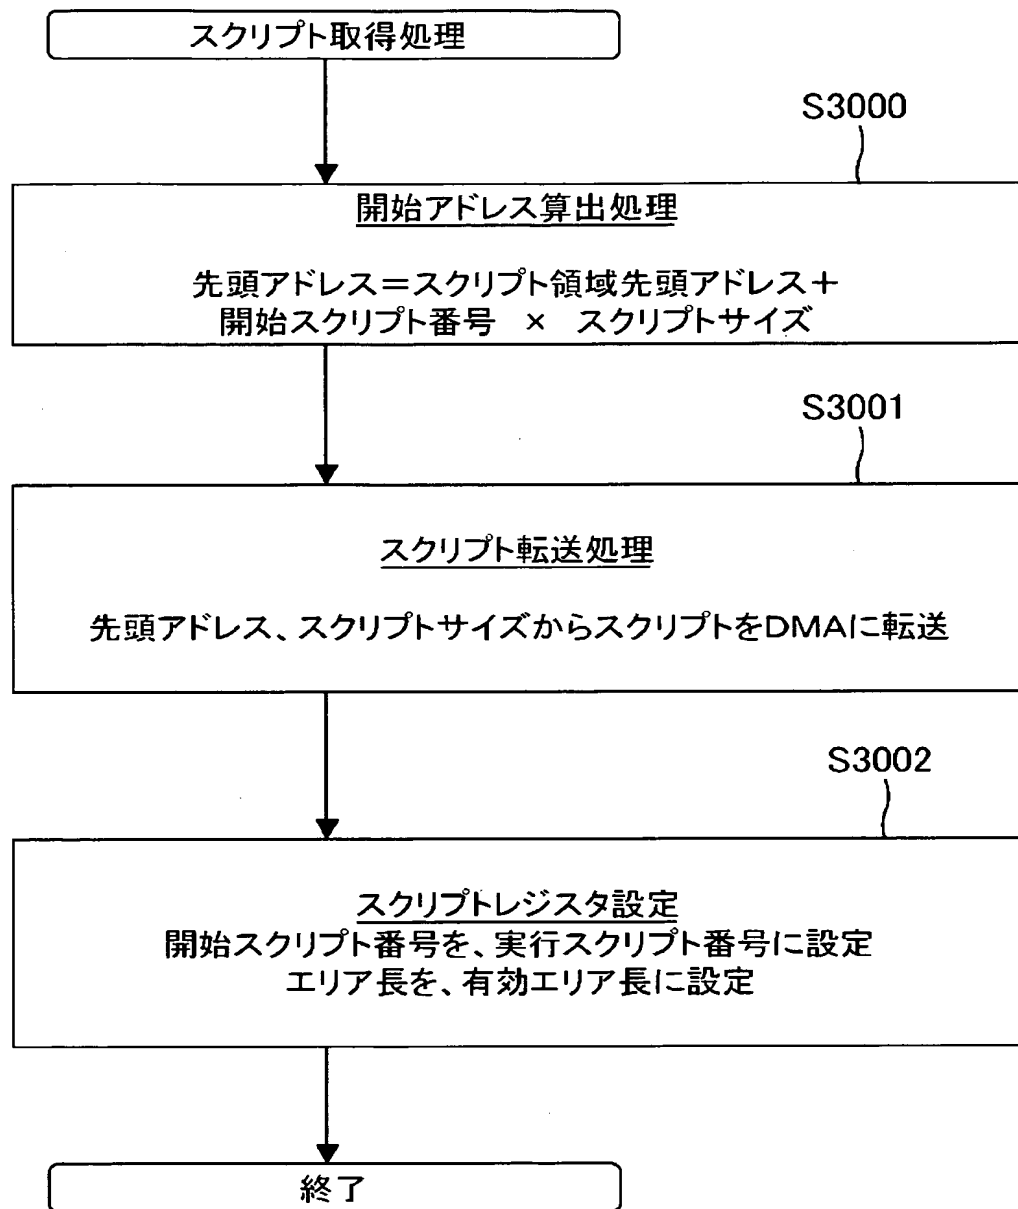 スクリプト取得処理
S3000
開始アドレス算出処理
先頭アドレス＝スクリプト領域先頭アドレス＋
開始スクリプト番号 × スクリプトサイズ
S3001
スクリプト転送処理
先頭アドレス、スクリプトサイズからスクリプトをDMAに転送
S3002
スクリプトレジスタ設定
開始スクリプト番号を、実行スクリプト番号に設定
エリア長を、有効エリア長に設定
終了